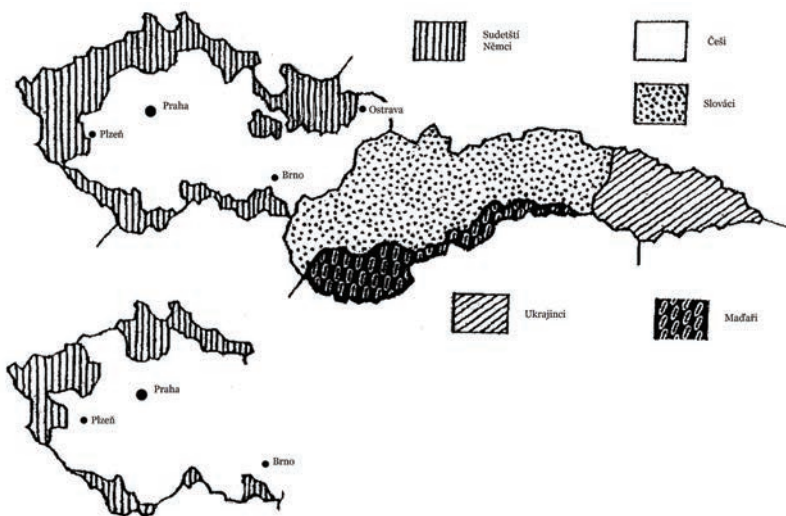 Sudetští
Němci
Češi
Slováci
Praha
Plzeň
Ostrava
Brno
Ukrajinci
Maďaři
Praha
Plzeň
Brno